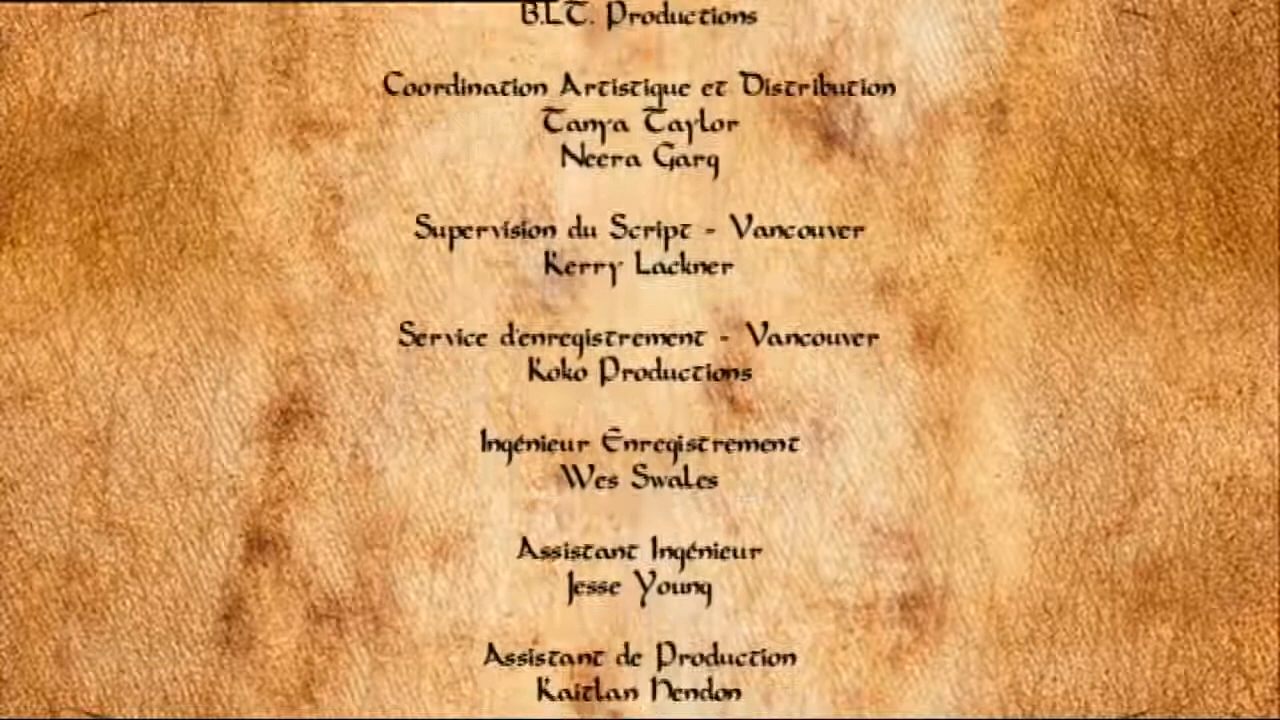 B.L.T. Productions
Coordination Artistique et Distribution
Tanya Taylor
Neera Garg
Supervision du Script - Vancouver
Kerry Lackner
Service d'enregistrement - Vancouver
Koko Productions
Ingénieur Enregistrement
Wes Swales
Assistant Ingénieur
Jesse Young
Assistant de Production
Kaitlan Nendon